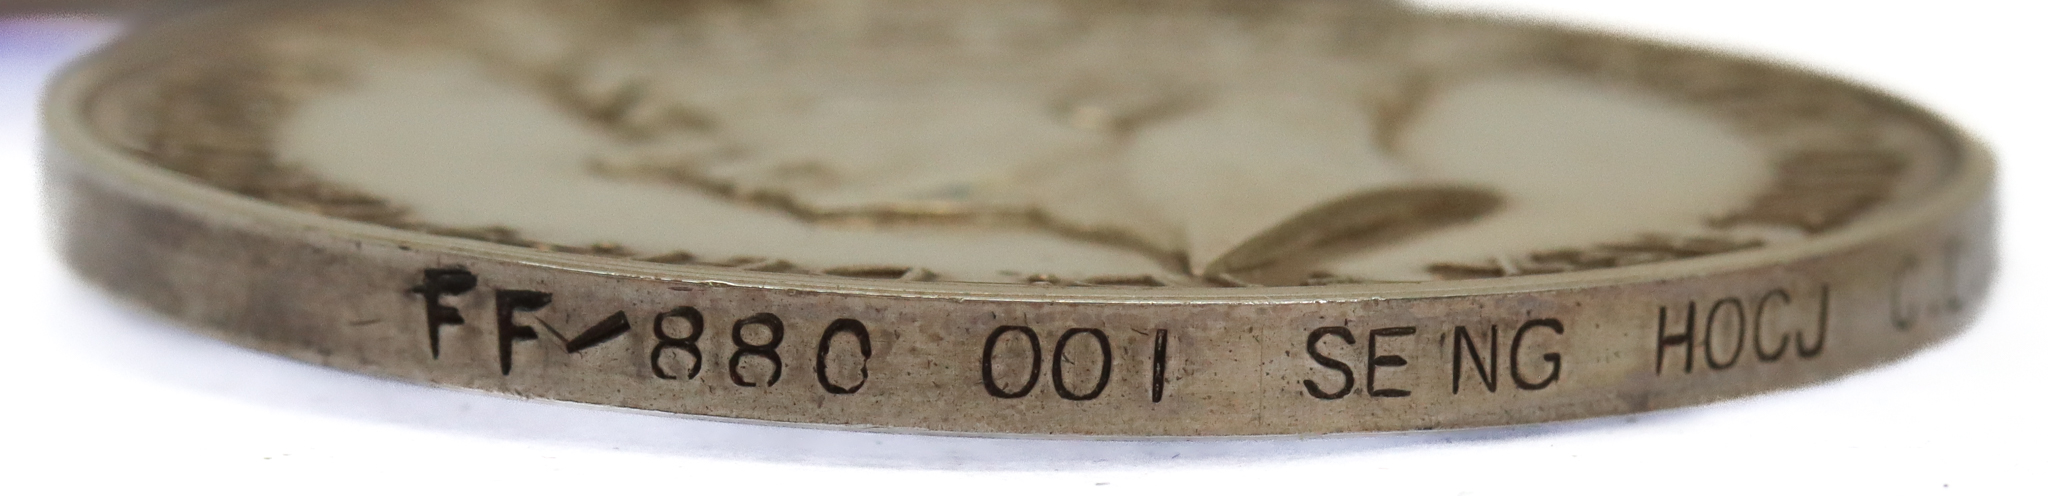 FF-880 001 SENG HOCJ C.